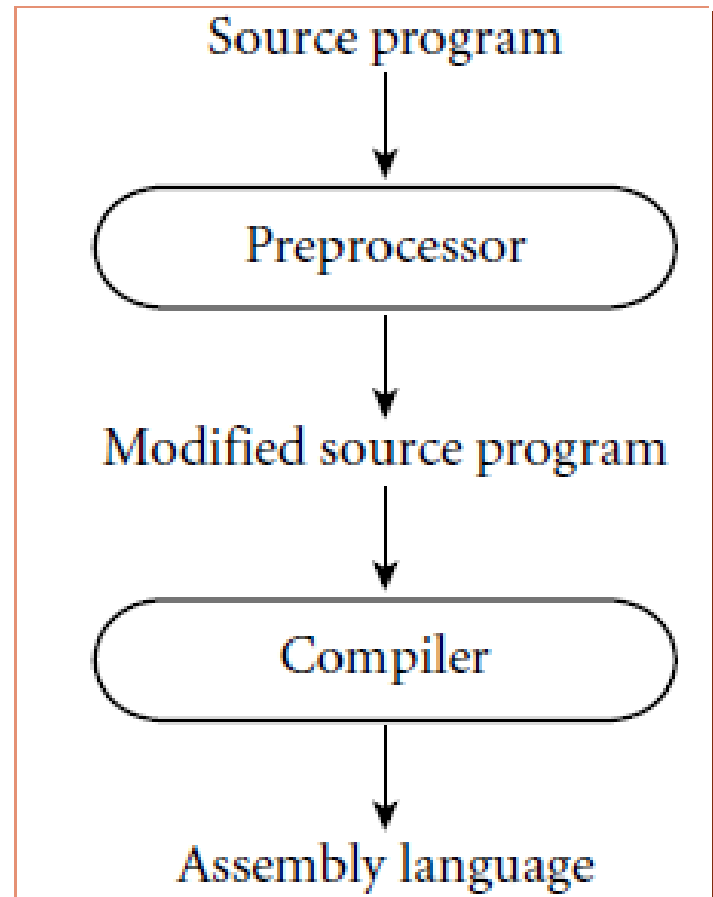 Source program
Preprocessor
Modified source program
Compiler
Assembly language